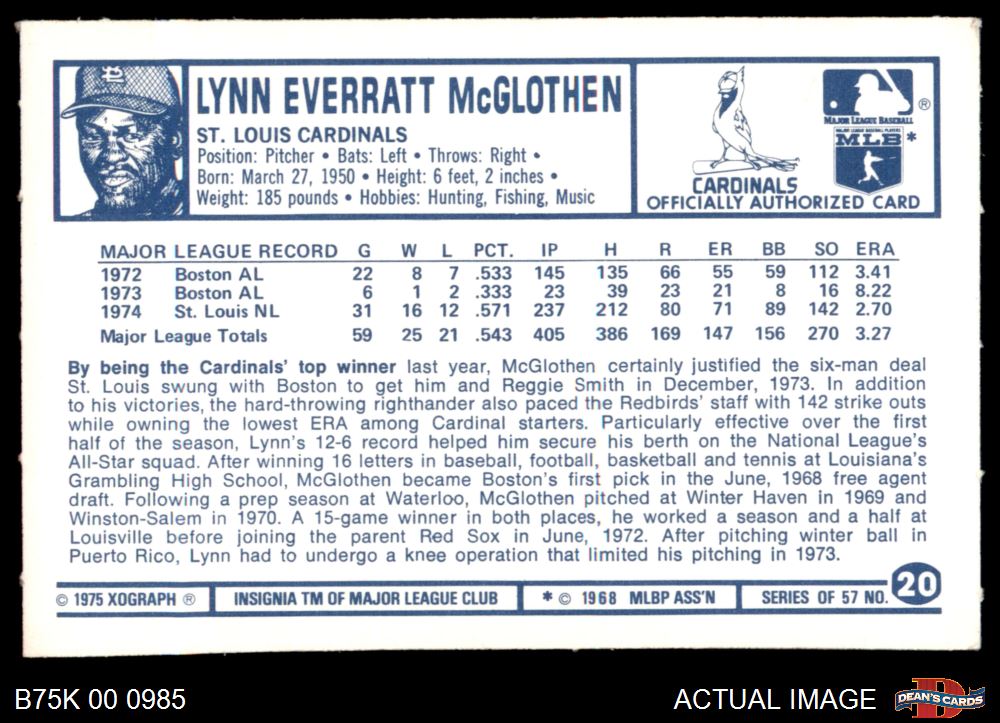 LYNN EVERRATT McGLOTHEN
ST. LOUIS CARDINALS
Position: Pitcher • Bats: Left • Throws: Right •
Born: March 27, 1950 • Height: 6 feet, 2 inches •
Weight: 185 pounds • Hobbies: Hunting, Fishing, Music
CARDINALS
MAJOR LEAGUE BASEBALL ®
MAJOR LEAGUE BASEBALL PLAYERS
MLB *
OFFICIALLY AUTHORIZED CARD
MAJOR LEAGUE RECORD G W L PCT. IP H R ER BB SO ERA
1972 Boston AL 22 8 7 .533 145 135 66 55 59 112 3.41
1973 Boston AL 6 1 2 .333 23 39 23 21 8 16 8.22
1974 St. Louis NL 31 16 12 .571 237 212 80 71 89 142 2.70
Major League Totals 59 25 21 .543 405 386 169 147 156 270 3.27
By being the Cardinals' top winner last year, McGlothen certainly justified the six-man deal
St. Louis swung with Boston to get him and Reggie Smith in December, 1973. In addition
to his victories, the hard-throwing righthander also paced the Redbirds' staff with 142 strike outs
while owning the lowest ERA among Cardinal starters. Particularly effective over the first
half of the season, Lynn's 12-6 record helped him secure his berth on the National League's
All-Star squad. After winning 16 letters in baseball, football, basketball and tennis at Louisiana's
Grambling High School, McGlothen became Boston's first pick in the June, 1968 free agent
draft. Following a prep season at Waterloo, McGlothen pitched at Winter Haven in 1969 and
Winston-Salem in 1970. A 15-game winner in both places, he worked a season and a half at
Louisville before joining the parent Red Sox in June, 1972. After pitching winter ball in
Puerto Rico, Lynn had to undergo a knee operation that limited his pitching in 1973.
© 1975 XOGRAPH ® INSIGNIA TM OF MAJOR LEAGUE CLUB * © 1968 MLBP ASS'N SERIES OF 57 NO. 20
B75K 00 0985 ACTUAL IMAGE DEAN'S CARDS